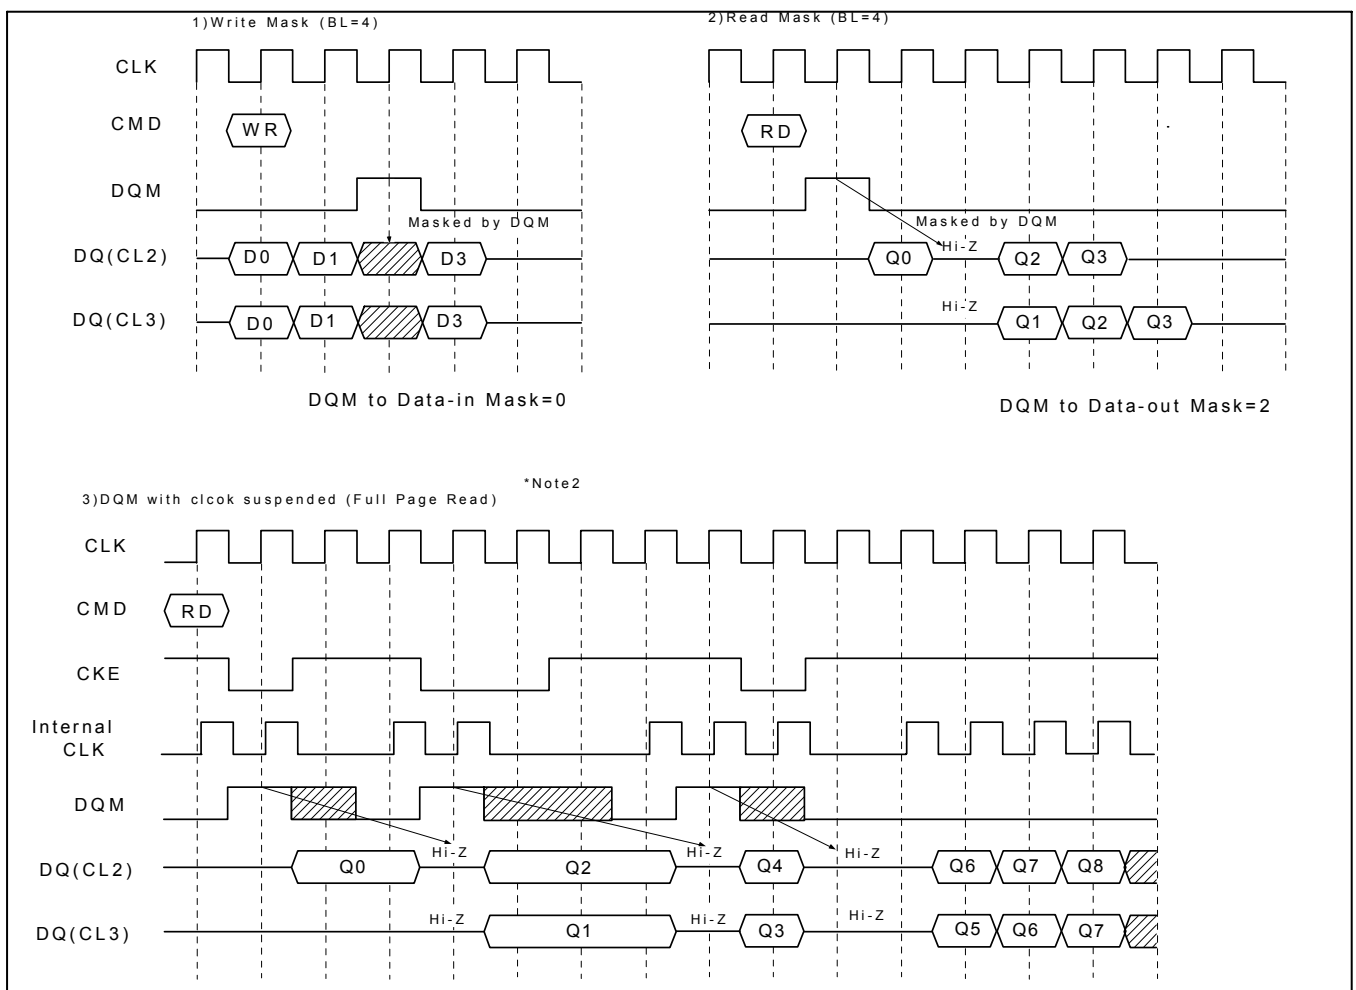 1)Write Mask (BL=4)
2)Read Mask (BL=4)
CLK
CMD
WR
RD
DQM
Masked by DQM
Masked by DQM
DQ(CL2)
D0
D1
D3
Q0
Hi-Z
Q2
Q3
DQ(CL3)
D0
D1
D3
Hi-Z
Q1
Q2
Q3
DQM to Data-in Mask=0
DQM to Data-out Mask=2
*Note2
3)DQM with clcok suspended (Full Page Read)
CLK
CMD
RD
CKE
Internal
CLK
DQM
DQ(CL2)
Q0
Hi-Z
Q2
Hi-Z
Q4
Hi-Z
Q6
Q7
Q8
DQ(CL3)
Hi-Z
Q1
Hi-Z
Q3
Hi-Z
Q5
Q6
Q7